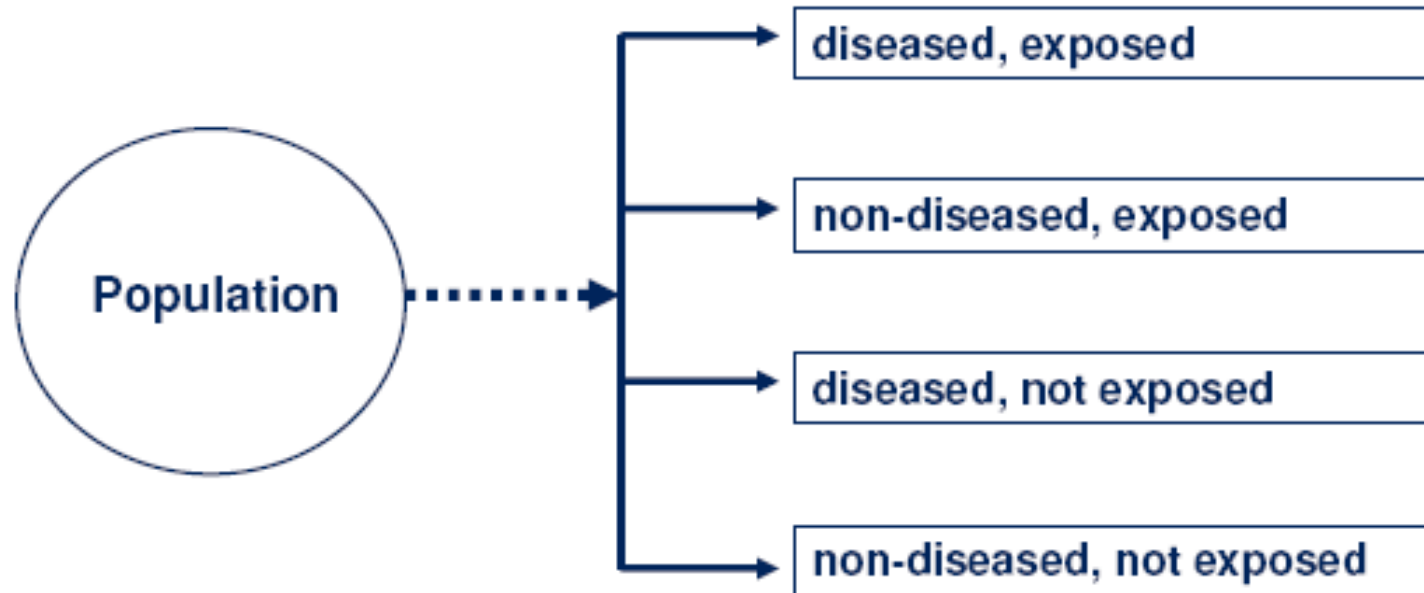 diseased, exposed
non-diseased, exposed
Population
diseased, not exposed
non-diseased, not exposed